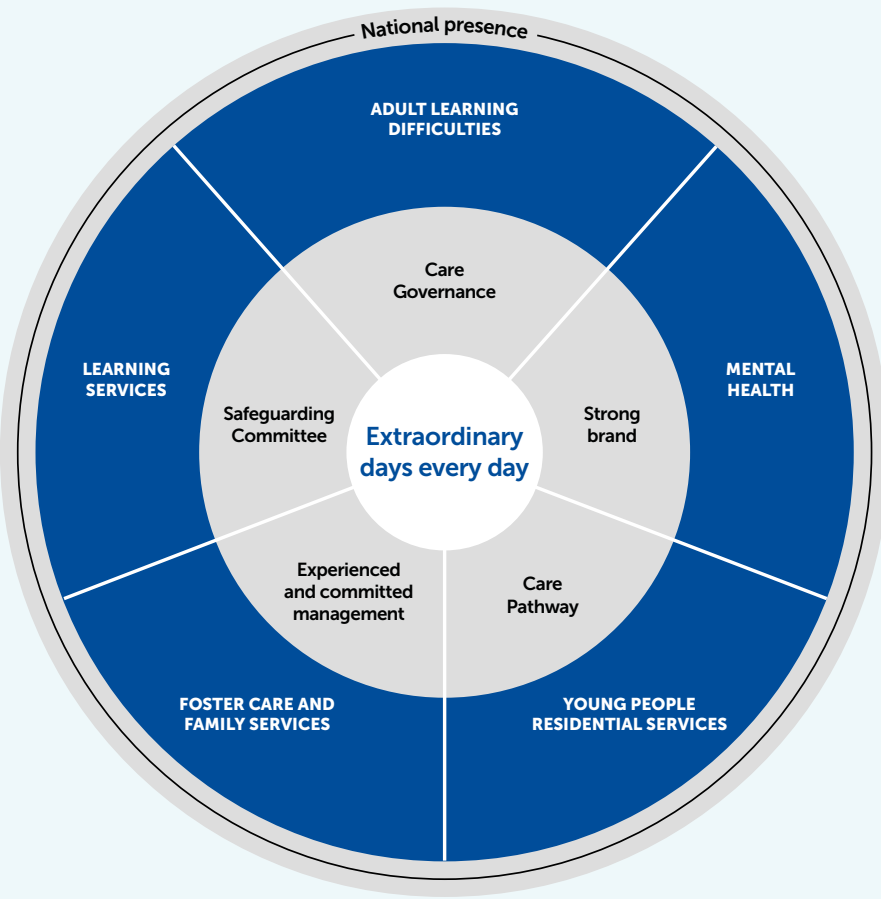 National presence
ADULT LEARNING
DIFFICULTIES
Care
Governance
LEARNING
SERVICES
MENTAL
HEALTH
Safeguarding
Committee
Strong
brand
Extraordinary
days every day
Experienced
and committed
management
Care
Pathway
FOSTER CARE AND
FAMILY SERVICES
YOUNG PEOPLE
RESIDENTIAL SERVICES